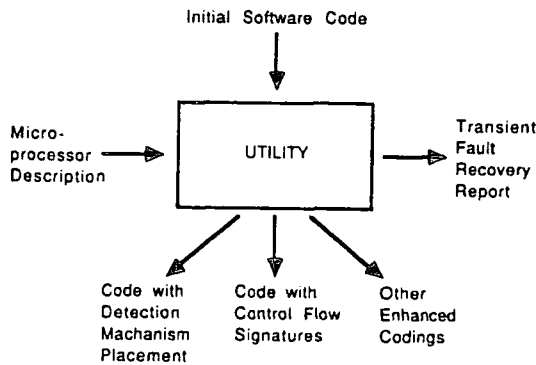 Initial Software Code
Micro-
processor
Description
UTILITY
Transient
Fault
Recovery
Report
Code with
Detection
Machanism
Placement
Code with
Control Flow
Signatures
Other
Enhanced
Codings